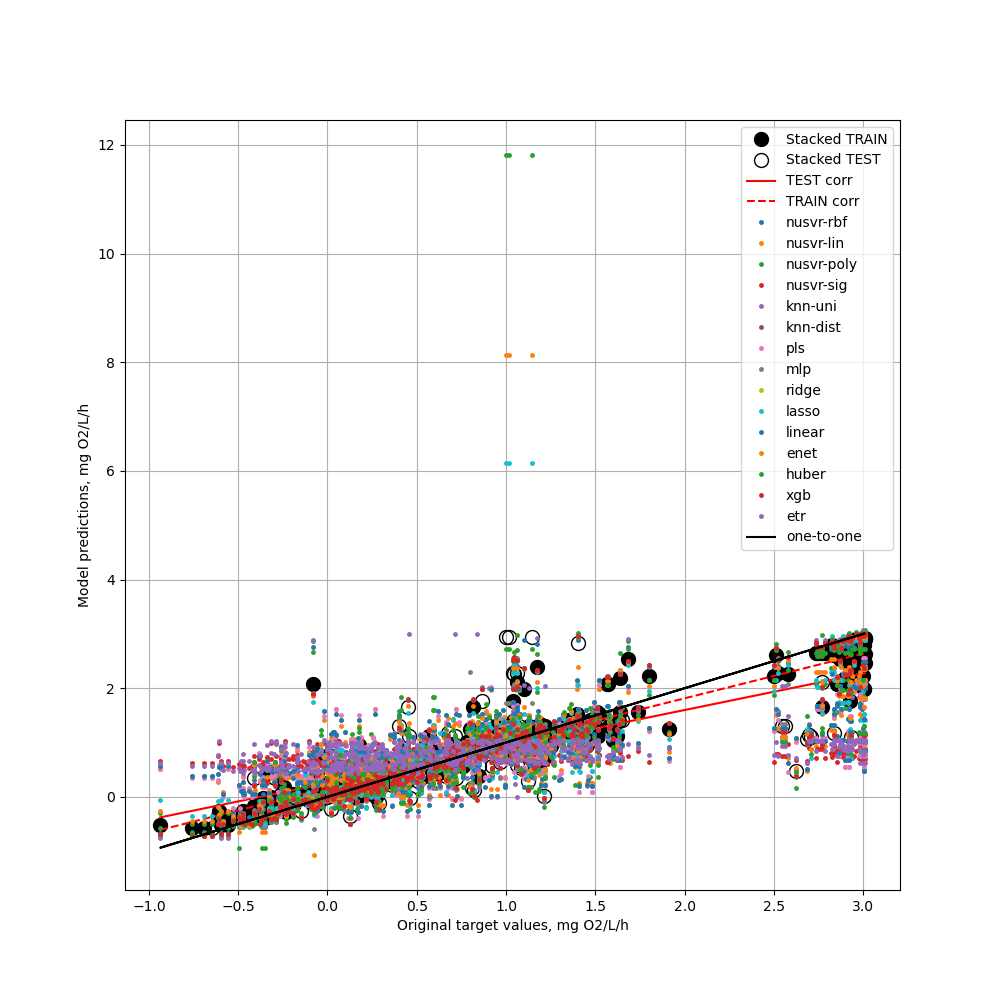 12
10
8
6
4
2
0
−1.0
−0.5
0.0
0.5
1.0
1.5
2.0
2.5
3.0
Original target values, mg O2/L/h
Model predictions, mg O2/L/h
Stacked TRAIN
Stacked TEST
TEST corr
TRAIN corr
nusvr-rbf
nusvr-lin
nusvr-poly
nusvr-sig
knn-uni
knn-dist
pls
mlp
ridge
lasso
linear
enet
huber
xgb
etr
one-to-one